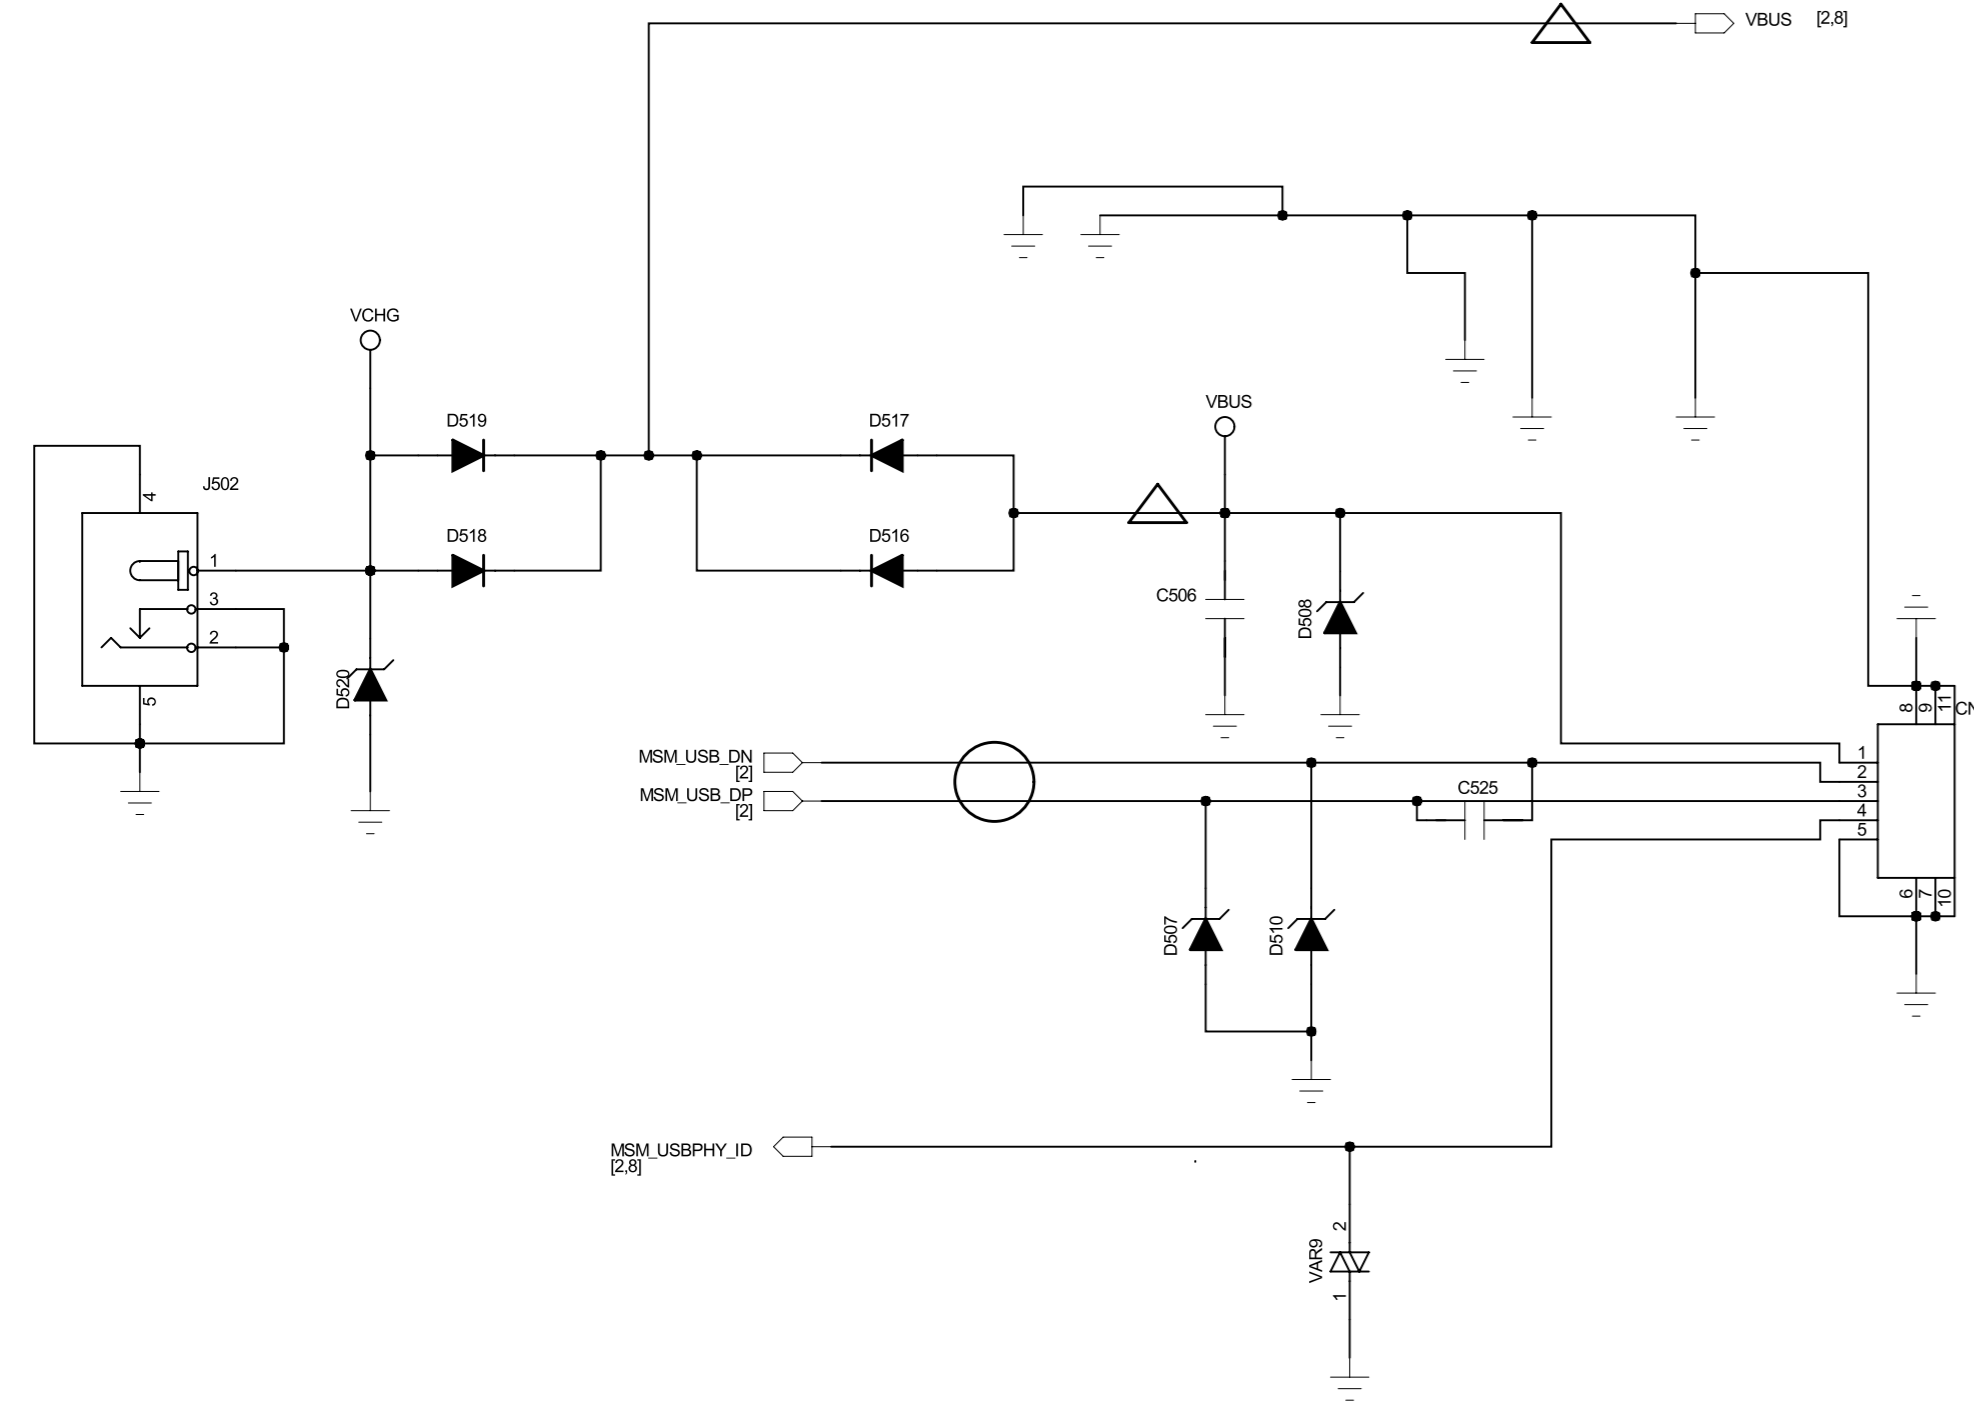 VBUS [2,8]
VCHG
D519
D517
VBUS
J502
4
D518
D516
1
C506
3
D508
2
D520
5
8
9
11
CN
MSM_USB_DN
[2]
1
2
MSM_USB_DP
[2]
C525
3
4
5
6
7
10
D507
D510
MSM_USBPHY_ID
[2,8]
2
VAR9
1